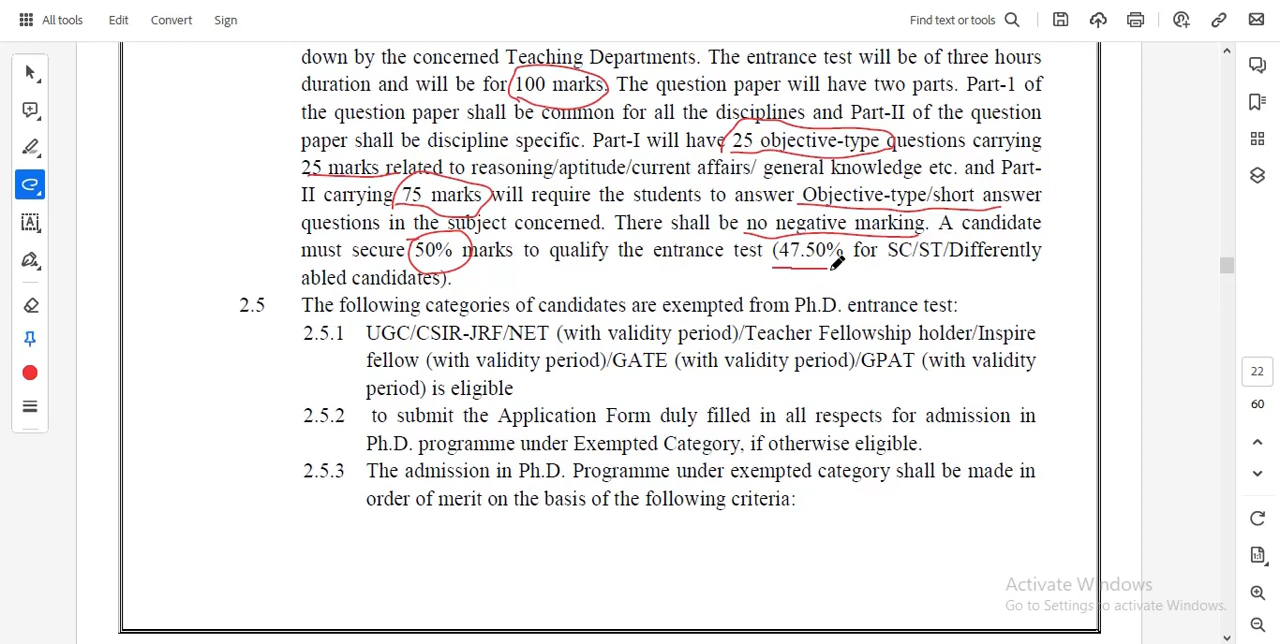 All tools Edit Convert Sign Find text or tools
down by the concerned Teaching Departments. The entrance test will be of three hours
duration and will be for 100 marks. The question paper will have two parts. Part-1 of
the question paper shall be common for all the disciplines and Part-II of the question
paper shall be discipline specific. Part-I will have 25 objective-type questions carrying
25 marks related to reasoning/aptitude/current affairs/ general knowledge etc. and Part-
II carrying 75 marks will require the students to answer Objective-type/short answer
questions in the subject concerned. There shall be no negative marking. A candidate
must secure 50% marks to qualify the entrance test (47.50% for SC/ST/Differently
abled candidates).
2.5 The following categories of candidates are exempted from Ph.D. entrance test:
2.5.1 UGC/CSIR-JRF/NET (with validity period)/Teacher Fellowship holder/Inspire
fellow (with validity period)/GATE (with validity period)/GPAT (with validity
period) is eligible
2.5.2 to submit the Application Form duly filled in all respects for admission in
Ph.D. programme under Exempted Category, if otherwise eligible.
2.5.3 The admission in Ph.D. Programme under exempted category shall be made in
order of merit on the basis of the following criteria:
22
60
Activate Windows
Go to Settings to activate Windows.